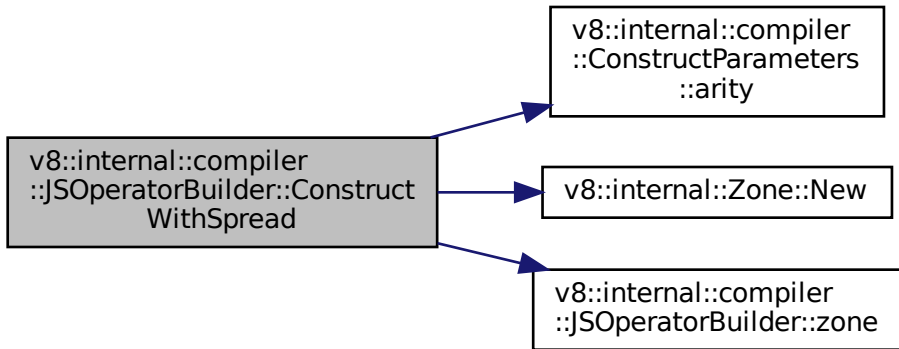 v8::internal::compiler
::JSOperatorBuilder::Construct
WithSpread
v8::internal::compiler
::ConstructParameters
::arity
v8::internal::Zone::New
v8::internal::compiler
::JSOperatorBuilder::zone